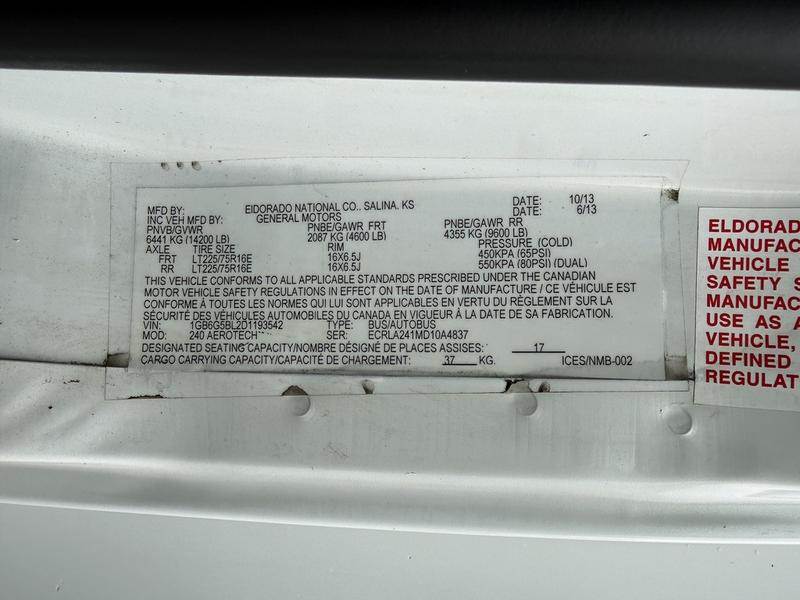 MFD BY: EIDORADO NATIONAL CO., SALINA, KS DATE: 10/13
INC VEH MFD BY: GENERAL MOTORS DATE: 6/13
PNVB/GVWR PNBE/GAWR FRT PNBE/GAWR RR
6441 KG (14200 LB) 2087 KG (4600 LB) 4355 KG (9600 LB)
AXLE TIRE SIZE RIM PRESSURE (COLD)
FRT LT225/75R16E 16X6.5J 450KPA (65PSI)
RR LT225/75R16E 16X6.5J 550KPA (80PSI) (DUAL)
THIS VEHICLE CONFORMS TO ALL APPLICABLE STANDARDS PRESCRIBED UNDER THE CANADIAN
MOTOR VEHICLE SAFETY REGULATIONS IN EFFECT ON THE DATE OF MANUFACTURE / CE VÉHICULE EST
CONFORME À TOUTES LES NORMES QUI LUI SONT APPLICABLES EN VERTU DU RÈGLEMENT SUR LA
SÉCURITÉ DES VÉHICULES AUTOMOBILES DU CANADA EN VIGUEUR À LA DATE DE SA FABRICATION.
VIN: 1GB6G5BL2D1193542 TYPE: BUS/AUTOBUS
MOD: 240 AEROTECH SER: ECRLA241MD10A4837
DESIGNATED SEATING CAPACITY/NOMBRE DÉSIGNÉ DE PLACES ASSISES: 17
CARGO CARRYING CAPACITY/CAPACITÉ DE CHARGEMENT: 37 KG. ICES/NMB-002
ELDORAD
MANUFAC
VEHICLE
SAFETY S
MANUFAC
USE AS A
VEHICLE,
DEFINED
REGULAT